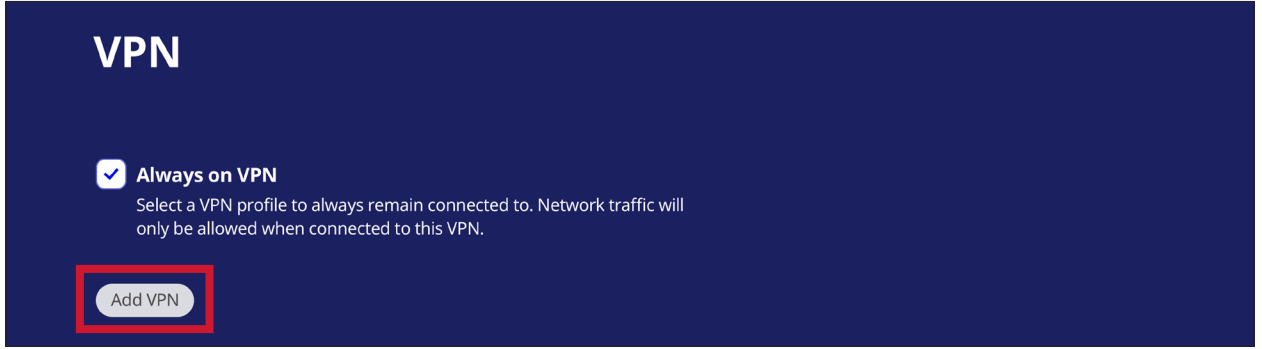 VPN
Always on VPN
Select a VPN profile to always remain connected to. Network traffic will
only be allowed when connected to this VPN.
Add VPN